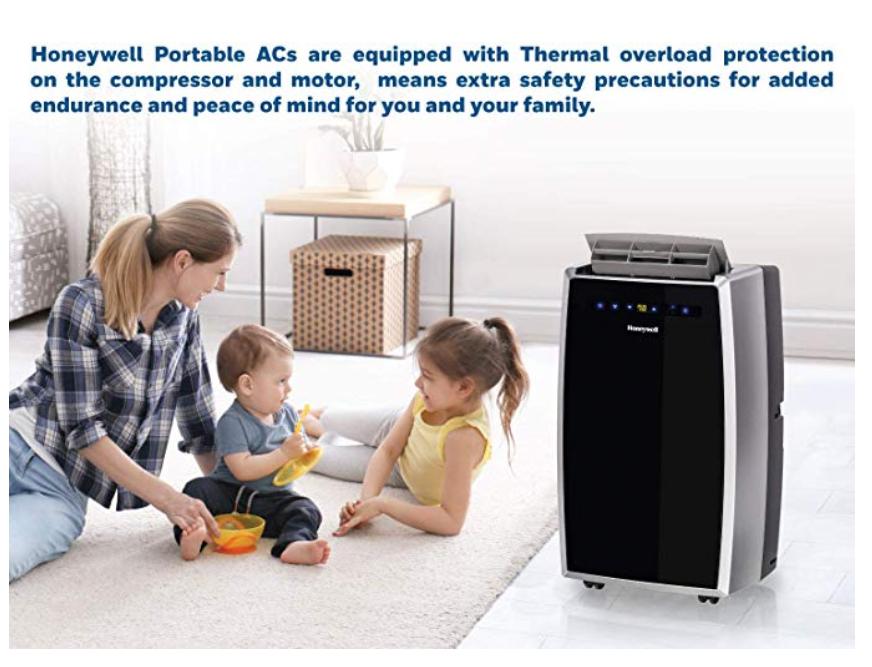 Honeywell Portable ACs are equipped with Thermal overload protection
on the compressor and motor, means extra safety precautions for added
endurance and peace of mind for you and your family.
Honeywell